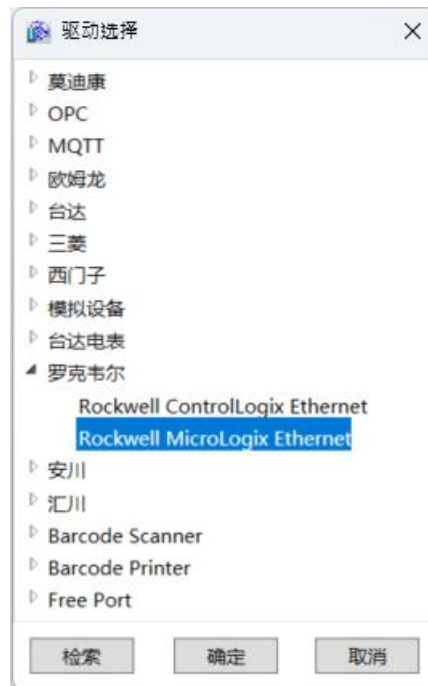 驱动选择
莫迪康
OPC
MQTT
欧姆龙
台达
三菱
西门子
模拟设备
台达电表
罗克韦尔
Rockwell ControlLogix Ethernet
Rockwell MicroLogix Ethernet
安川
汇川
Barcode Scanner
Barcode Printer
Free Port
检索 确定 取消